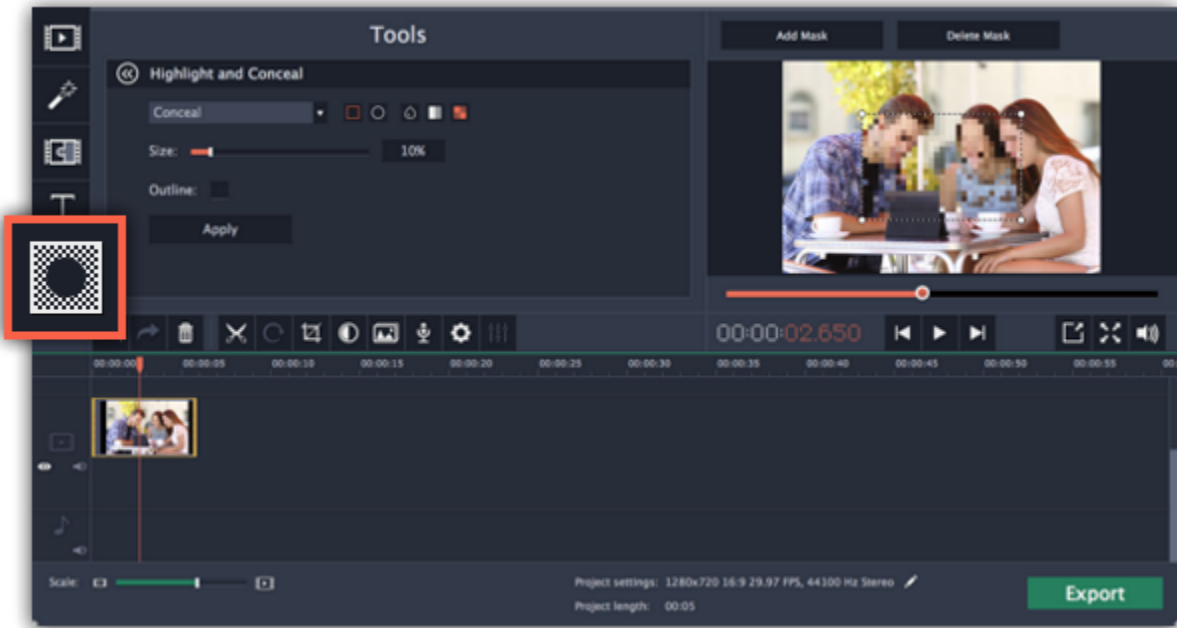 Tools
Add Mask
Delete Mask
Highlight and Conceal
Conceal
Size:
10%
Outline:
Apply
T
00:00:02.650
00:00:00 00:00:05 00:00:10 00:00:15 00:00:20 00:00:25 00:00:30 00:00:35 00:00:40 00:00:45 00:00:50 00:00:55 00:
Scale:
Project settings: 1280x720 16:9 29.97 FPS, 44100 Hz Stereo
Project length: 00:05
Export